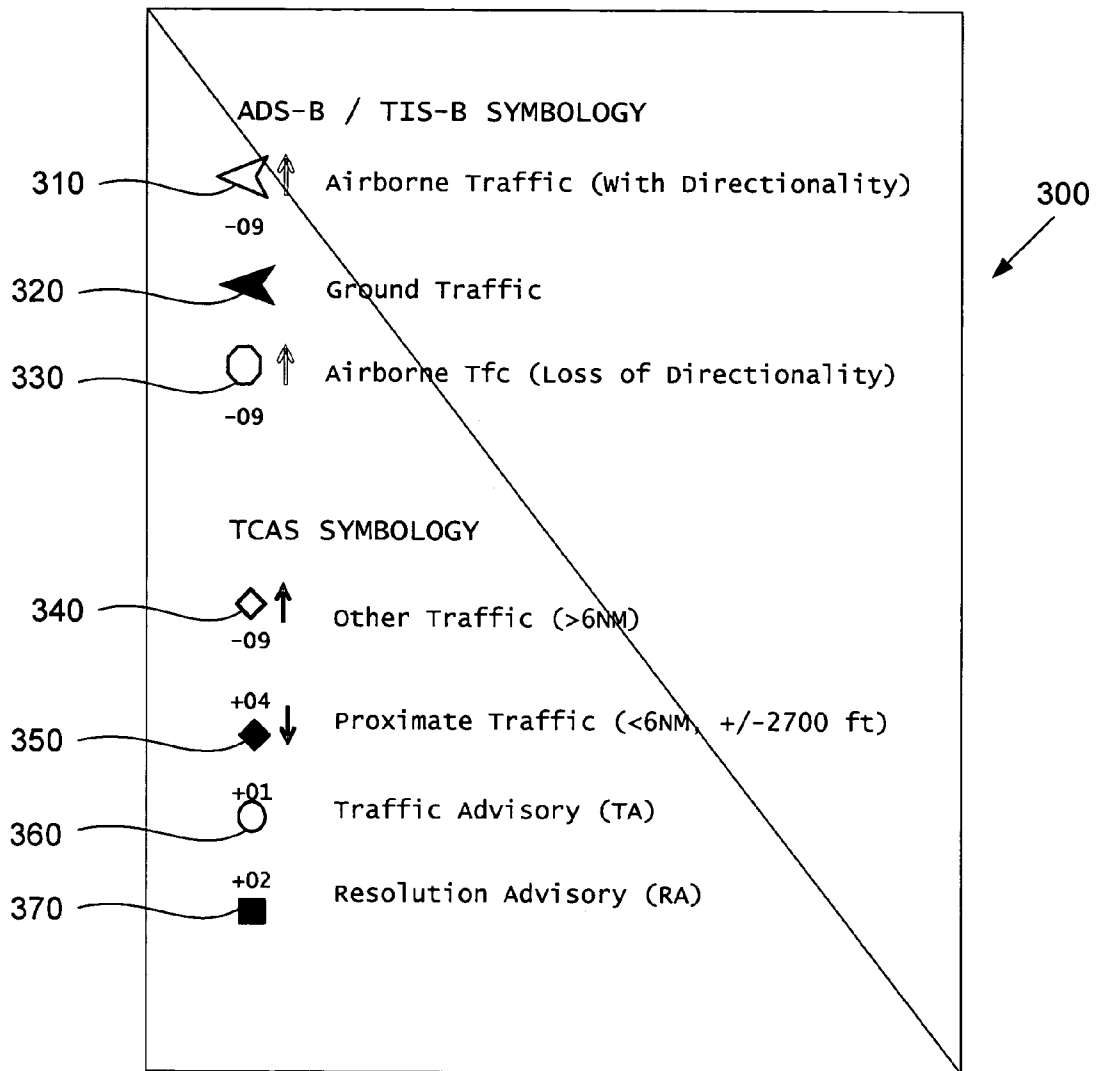 ADS-B / TIS-B SYMBOLOGY
310 Airborne Traffic (With Directionality)
300
-09
320 Ground Traffic
330 Airborne Tfc (Loss of Directionality)
-09
TCAS SYMBOLOGY
340 Other Traffic (>6NM)
-09
+04
350 Proximate Traffic (<6NM, +/-2700 ft)
+01
360 Traffic Advisory (TA)
+02
370 Resolution Advisory (RA)